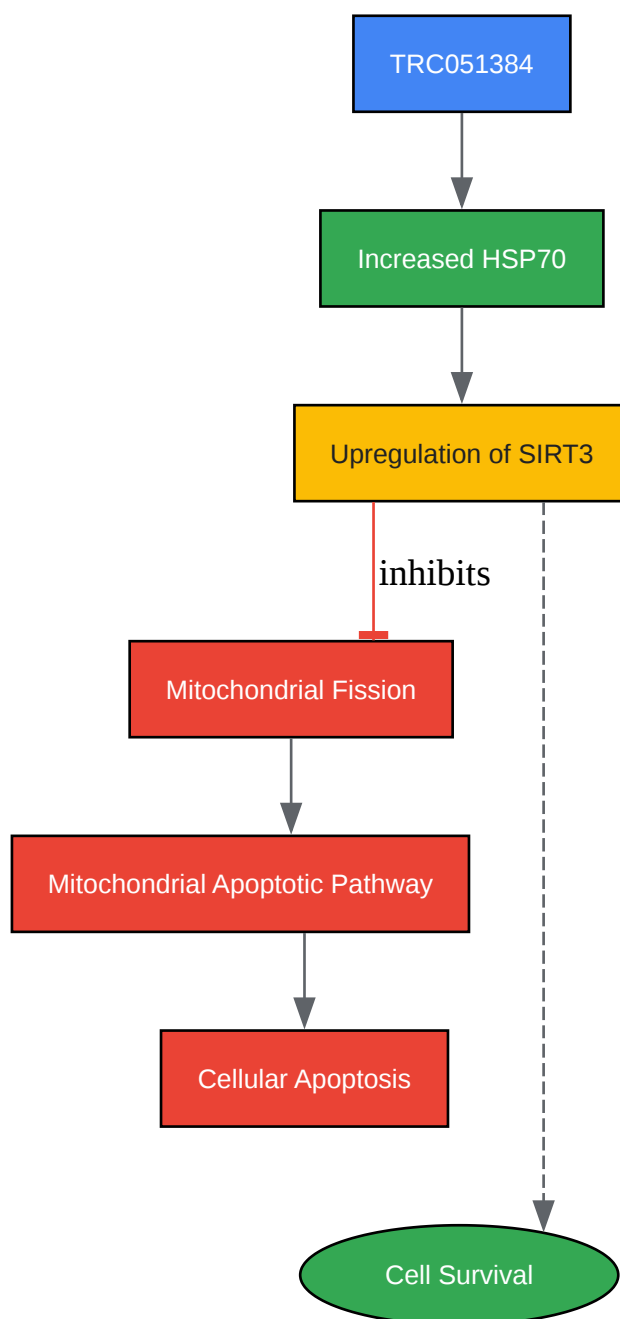 TRC051384
Increased HSP70
Upregulation of SIRT3
inhibits
Mitochondrial Fission
Mitochondrial Apoptotic Pathway
Cellular Apoptosis
Cell Survival